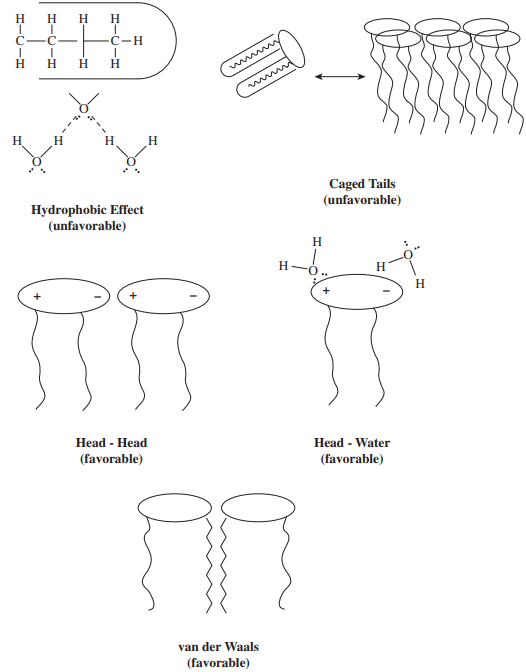 H H H H
C C C H
H H H H
O
H H H H
O O
Hydrophobic Effect
(unfavorable)
Caged Tails
(unfavorable)
+ − + −
Head - Head
(favorable)
H
H O
O
H
H
+ −
Head - Water
(favorable)
van der Waals
(favorable)